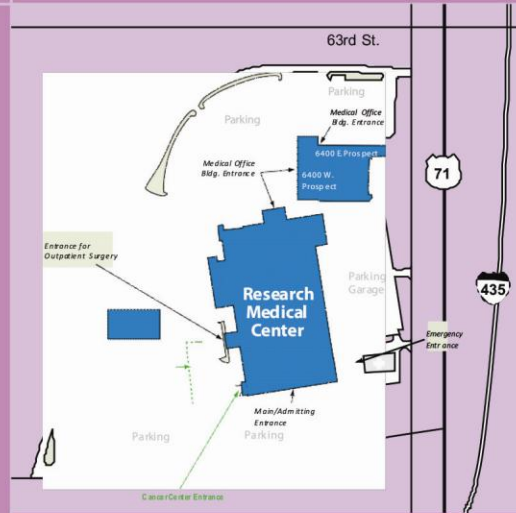 63rd St.
Parking
Parking
Medical Office
Bldg. Entrance
6400 E Prospect
Medical Office
Bldg. Entrance
6400 W.
Prospect
71
Entrance for
Outpatient Surgery
Parking
Garage
435
Research
Medical
Center
Emergency
Entrance
Main/Admitting
Entrance
Parking
Parking
Cancer Center Entrance